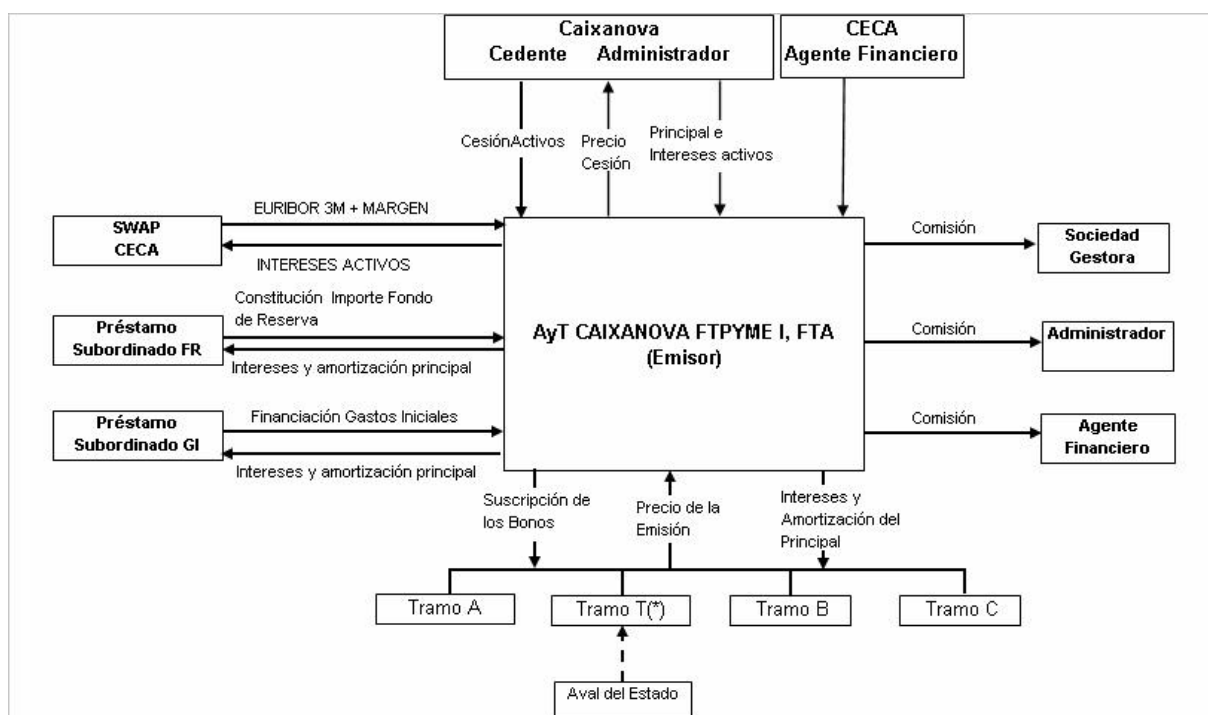 Caixanova
Cedente Administrador
CECA
Agente Financiero
CesiónActivos
Precio
Cesión
Principal e
Intereses activos
EURIBOR 3M + MARGEN
SWAP
CECA
INTERESES ACTIVOS
Constitución Importe Fondo
de Reserva
Préstamo
Subordinado FR
Intereses y amortización principal
Financiación Gastos Iniciales
Préstamo
Subordinado GI
Intereses y amortización principal
AyT CAIXANOVA FTPYME I, FTA
(Emisor)
Comisión
Sociedad
Gestora
Comisión
Administrador
Comisión
Agente
Financiero
Suscripción de
los Bonos
Precio de la
Emisión
Intereses y
Amortización del
Principal
Tramo A
Tramo T(*)
Tramo B
Tramo C
Aval del Estado